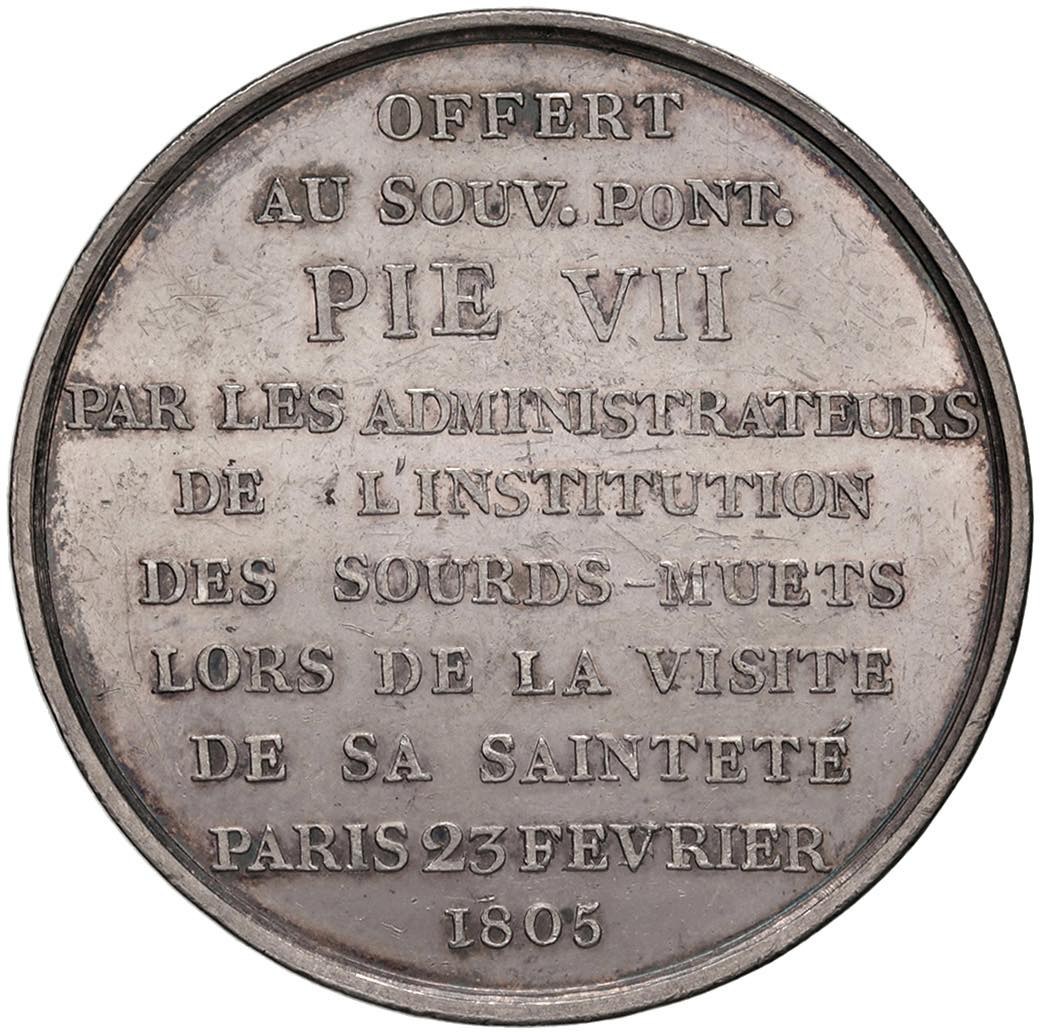 OFFERT
AU SOUV. PONT.
PIE VII
PAR LES ADMINISTRATEURS
DE L'INSTITUTION
DES SOURDS-MUETS
LORS DE LA VISITE
DE SA SAINTETÉ
PARIS 23 FEVRIER
1805